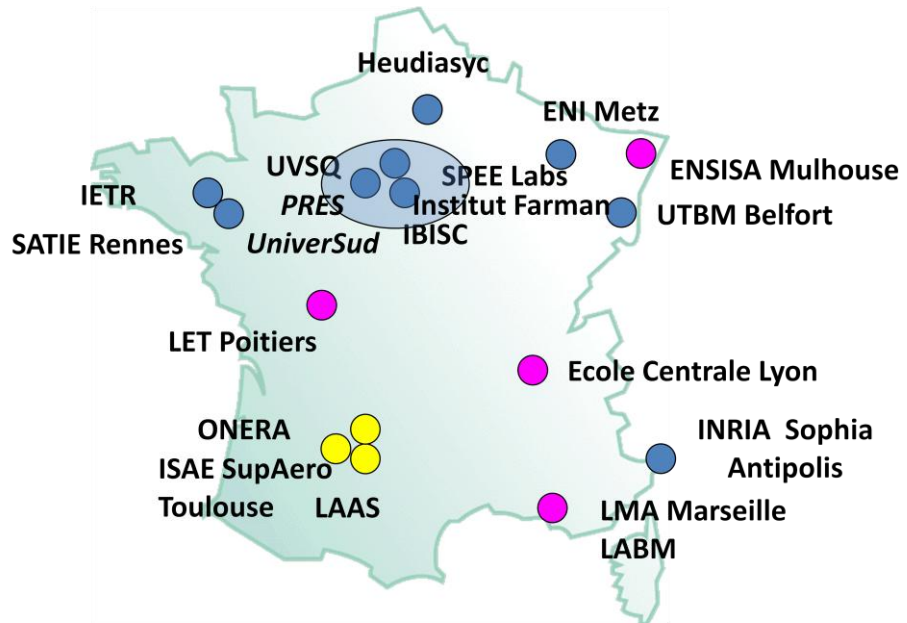 Heudiasyc
ENI Metz
ENSISA Mulhouse
UVSQ
SPEE Labs
IETR
PRES
Institut Farman
UTBM Belfort
SATIE Rennes
UniverSud
IBISC
LET Poitiers
Ecole Centrale Lyon
ONERA
ISAE SupAero
Toulouse
LAAS
INRIA Sophia
Antipolis
LMA Marseille
LABM